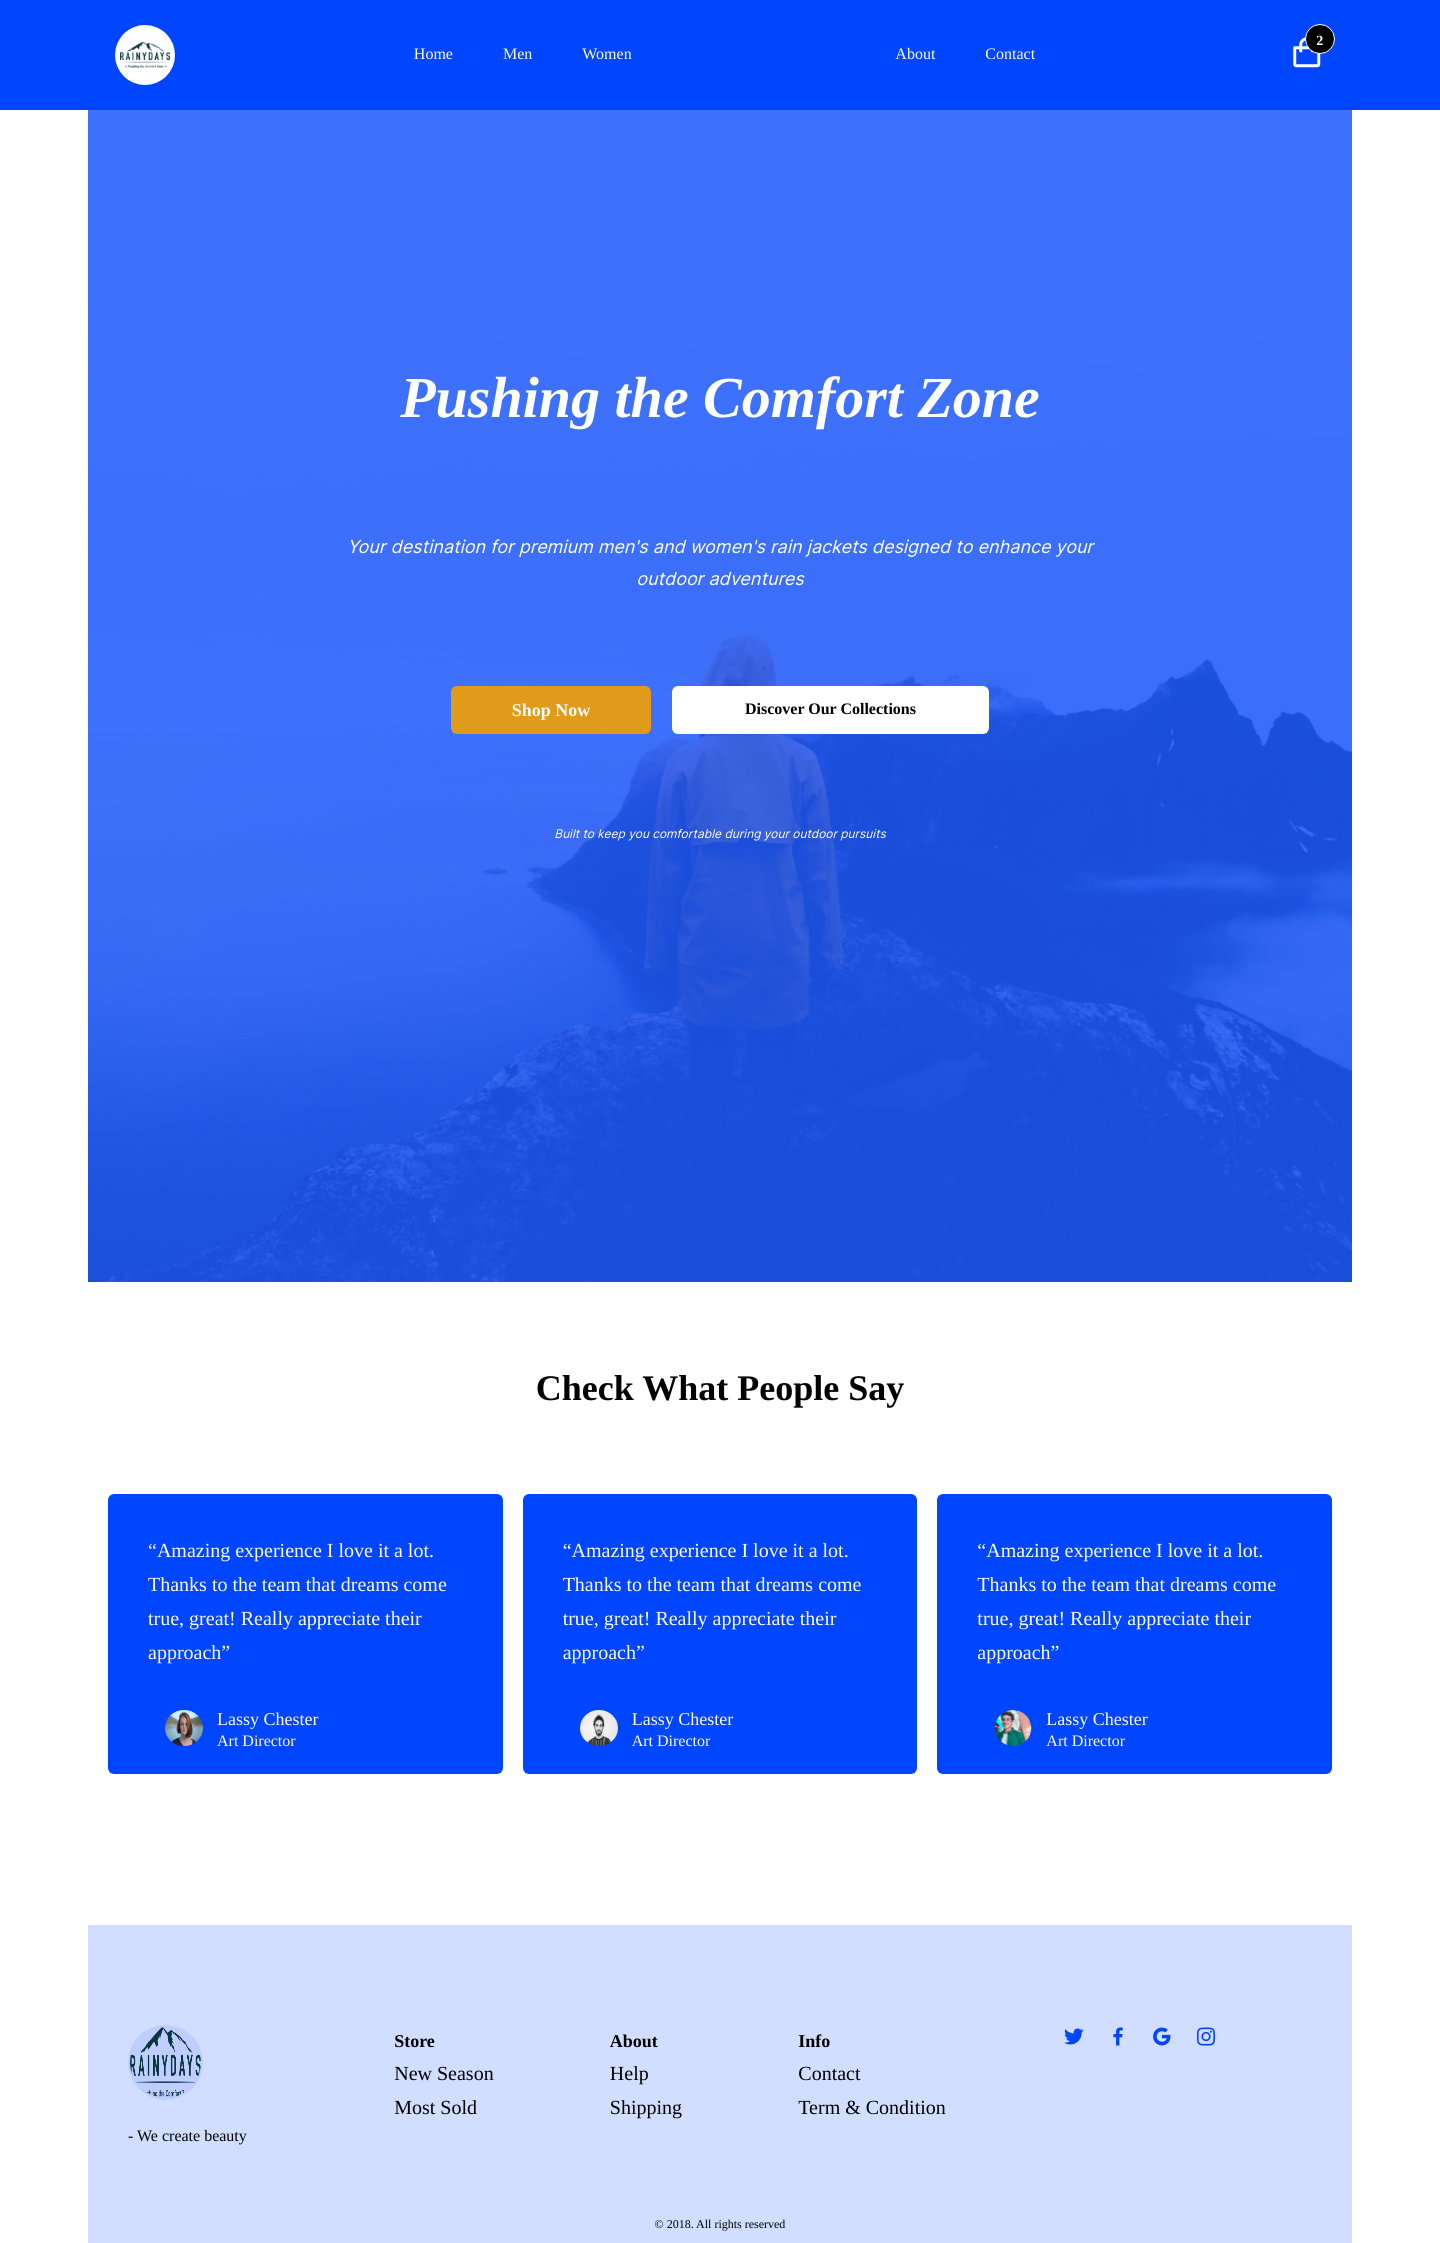 RAINYDAYS
Home Men Women About Contact
2
Pushing the Comfort Zone
Your destination for premium men's and women's rain jackets designed to enhance your
outdoor adventures
Shop Now
Discover Our Collections
Built to keep you comfortable during your outdoor pursuits
Check What People Say
“Amazing experience I love it a lot.
Thanks to the team that dreams come
true, great! Really appreciate their
approach”
Lassy Chester
Art Director
“Amazing experience I love it a lot.
Thanks to the team that dreams come
true, great! Really appreciate their
approach”
Lassy Chester
Art Director
“Amazing experience I love it a lot.
Thanks to the team that dreams come
true, great! Really appreciate their
approach”
Lassy Chester
Art Director
RAINYDAYS
- We create beauty
Store
New Season
Most Sold
About
Help
Shipping
Info
Contact
Term & Condition
© 2018. All rights reserved